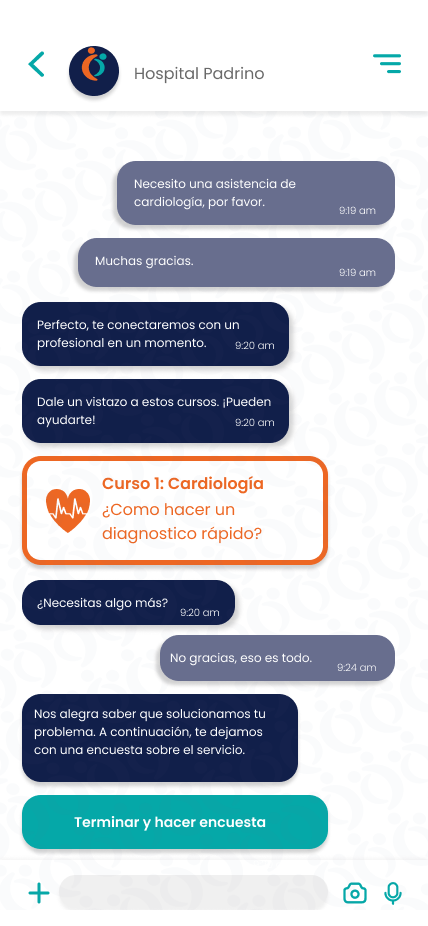 Hospital Padrino
Necesito una asistencia de
cardiología, por favor.
9:19 am
Muchas gracias.
9:19 am
Perfecto, te conectaremos con un
profesional en un momento.
9:20 am
Dale un vistazo a estos cursos. ¡Pueden
ayudarte!
9:20 am
Curso 1: Cardiología
¿Como hacer un
diagnostico rápido?
¿Necesitas algo más?
9:20 am
No gracias, eso es todo.
9:24 am
Nos alegra saber que solucionamos tu
problema. A continuación, te dejamos
con una encuesta sobre el servicio.
Terminar y hacer encuesta